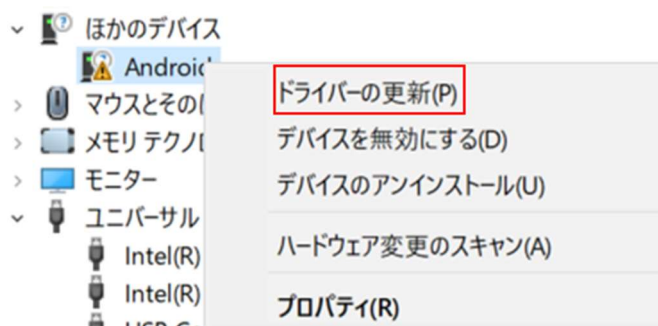 ほかのデバイス
Android
マウスとその
メモリ テクノ
モニター
ユニバーサル
Intel(R)
Intel(R)
ドライバーの更新(P)
デバイスを無効にする(D)
デバイスのアンインストール(U)
ハードウェア変更のスキャン(A)
プロパティ(R)